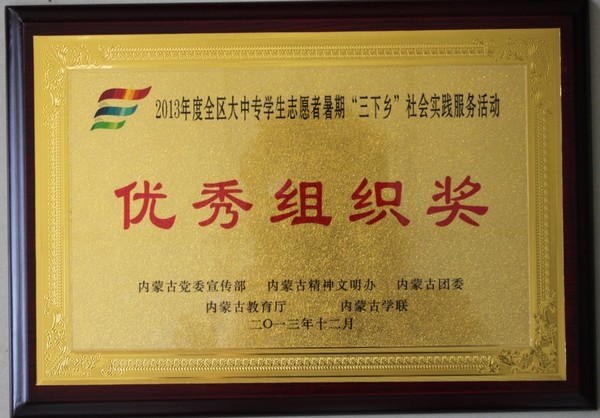 2013年度全区大中专学生志愿者暑期“三下乡”社会实践服务活动
优秀组织奖
内蒙古党委宣传部 内蒙古精神文明办 内蒙古团委
内蒙古教育厅 内蒙古学联
二〇一三年十二月